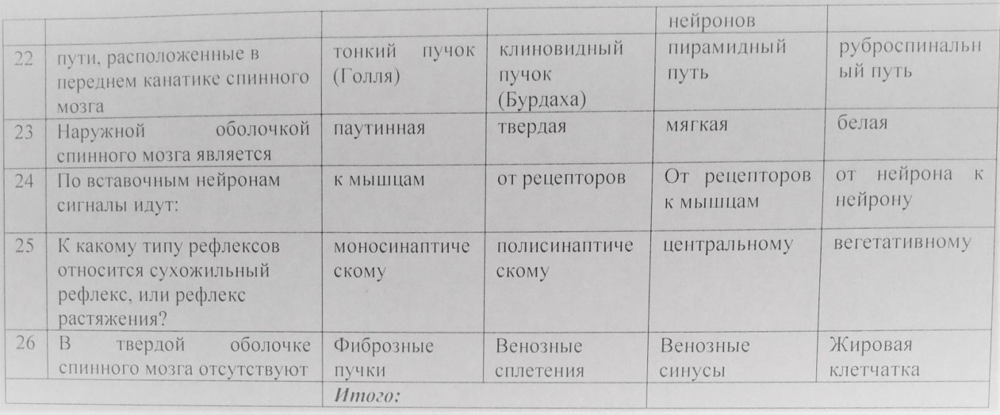 нейронов
22 пути, расположенные в переднем канатике спинного мозга
тонкий пучок (Голля)
клиновидный пучок (Бурдаха)
пирамидный путь
руброспинальн ый путь
23 Наружной оболочкой спинного мозга является
паутинная
твердая
мягкая
белая
24 По вставочным нейронам сигналы идут:
к мышцам
от рецепторов
От рецепторов к мышцам
от нейрона к нейрону
25 К какому типу рефлексов относится сухожильный рефлекс, или рефлекс растяжения?
моносинаптиче скому
полисинаптиче скому
центральному
вегетативному
26 В твердой оболочке спинного мозга отсутствуют
Фиброзные пучки
Венозные сплетения
Венозные синусы
Жировая клетчатка
Итого: